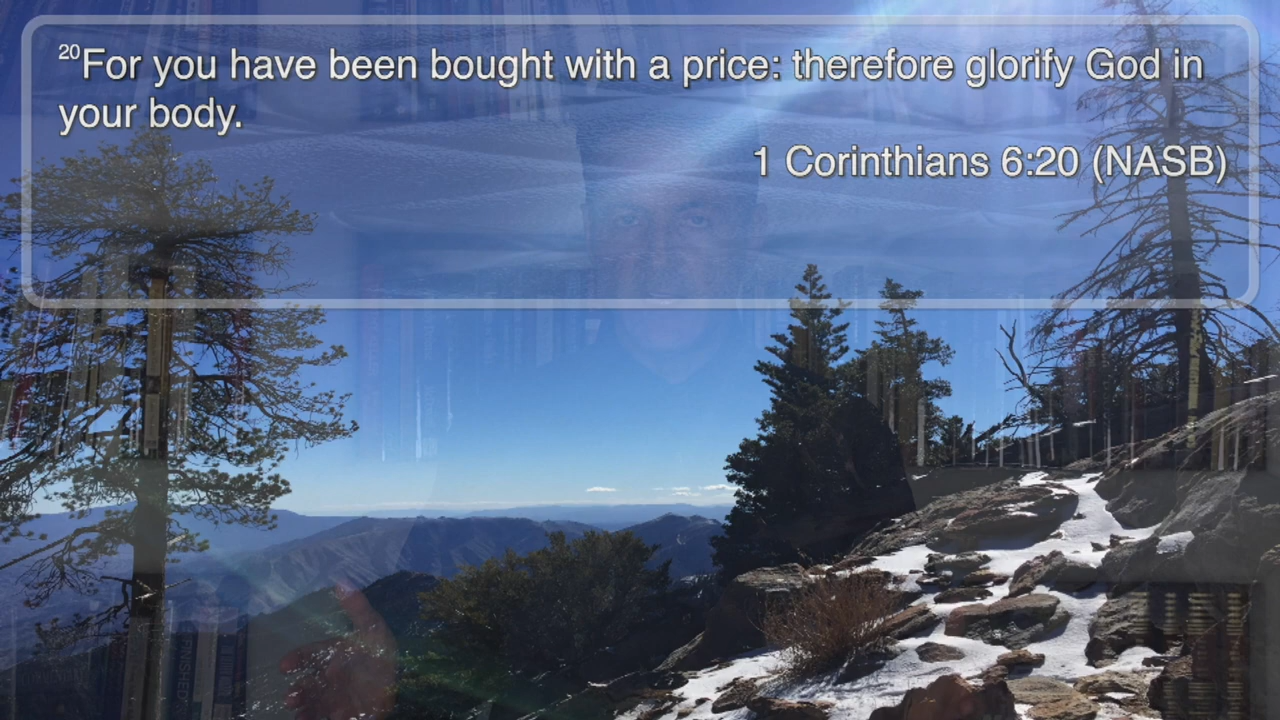 20For you have been bought with a price: therefore glorify God in
your body.
1 Corinthians 6:20 (NASB)